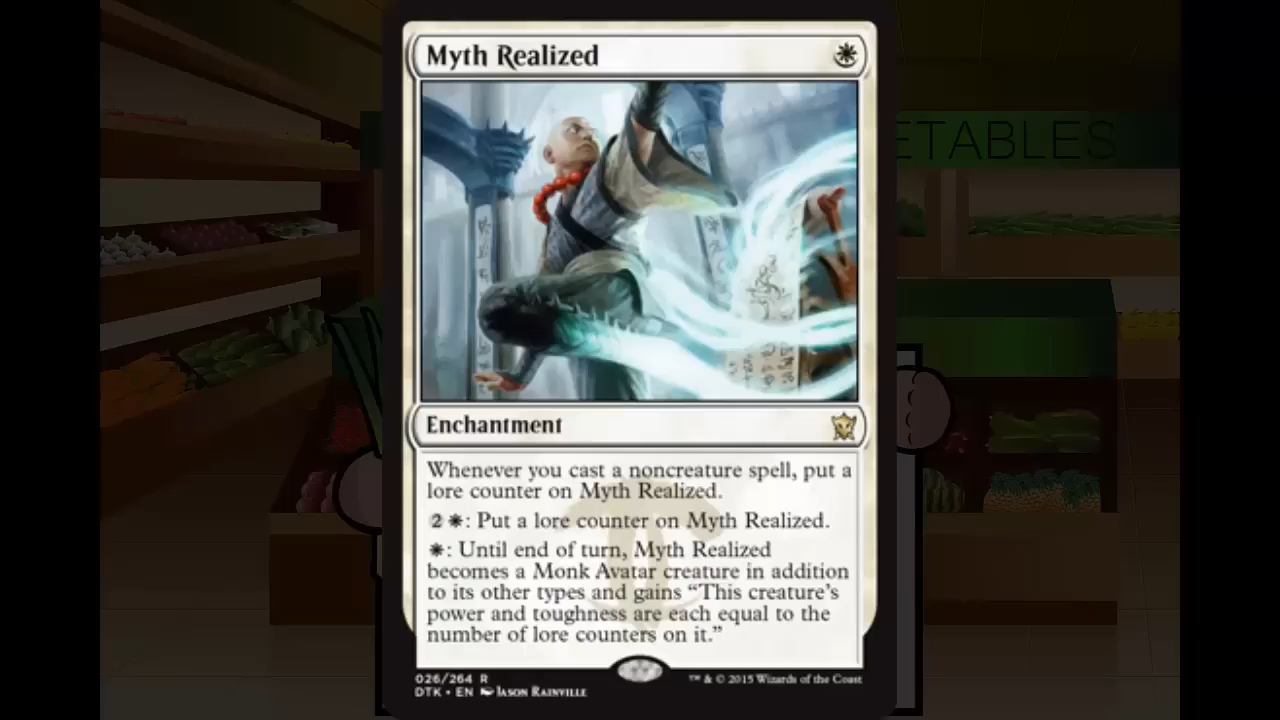 Myth Realized
ETABLES
Enchantment
Whenever you cast a noncreature spell, put a
lore counter on Myth Realized.
2: Put a lore counter on Myth Realized.
: Until end of turn, Myth Realized
becomes a Monk Avatar creature in addition
to its other types and gains “This creature’s
power and toughness are each equal to the
number of lore counters on it.”
026/264 R
DTK • EN JASON RAINVILLE
™ & © 2015 Wizards of the Coast